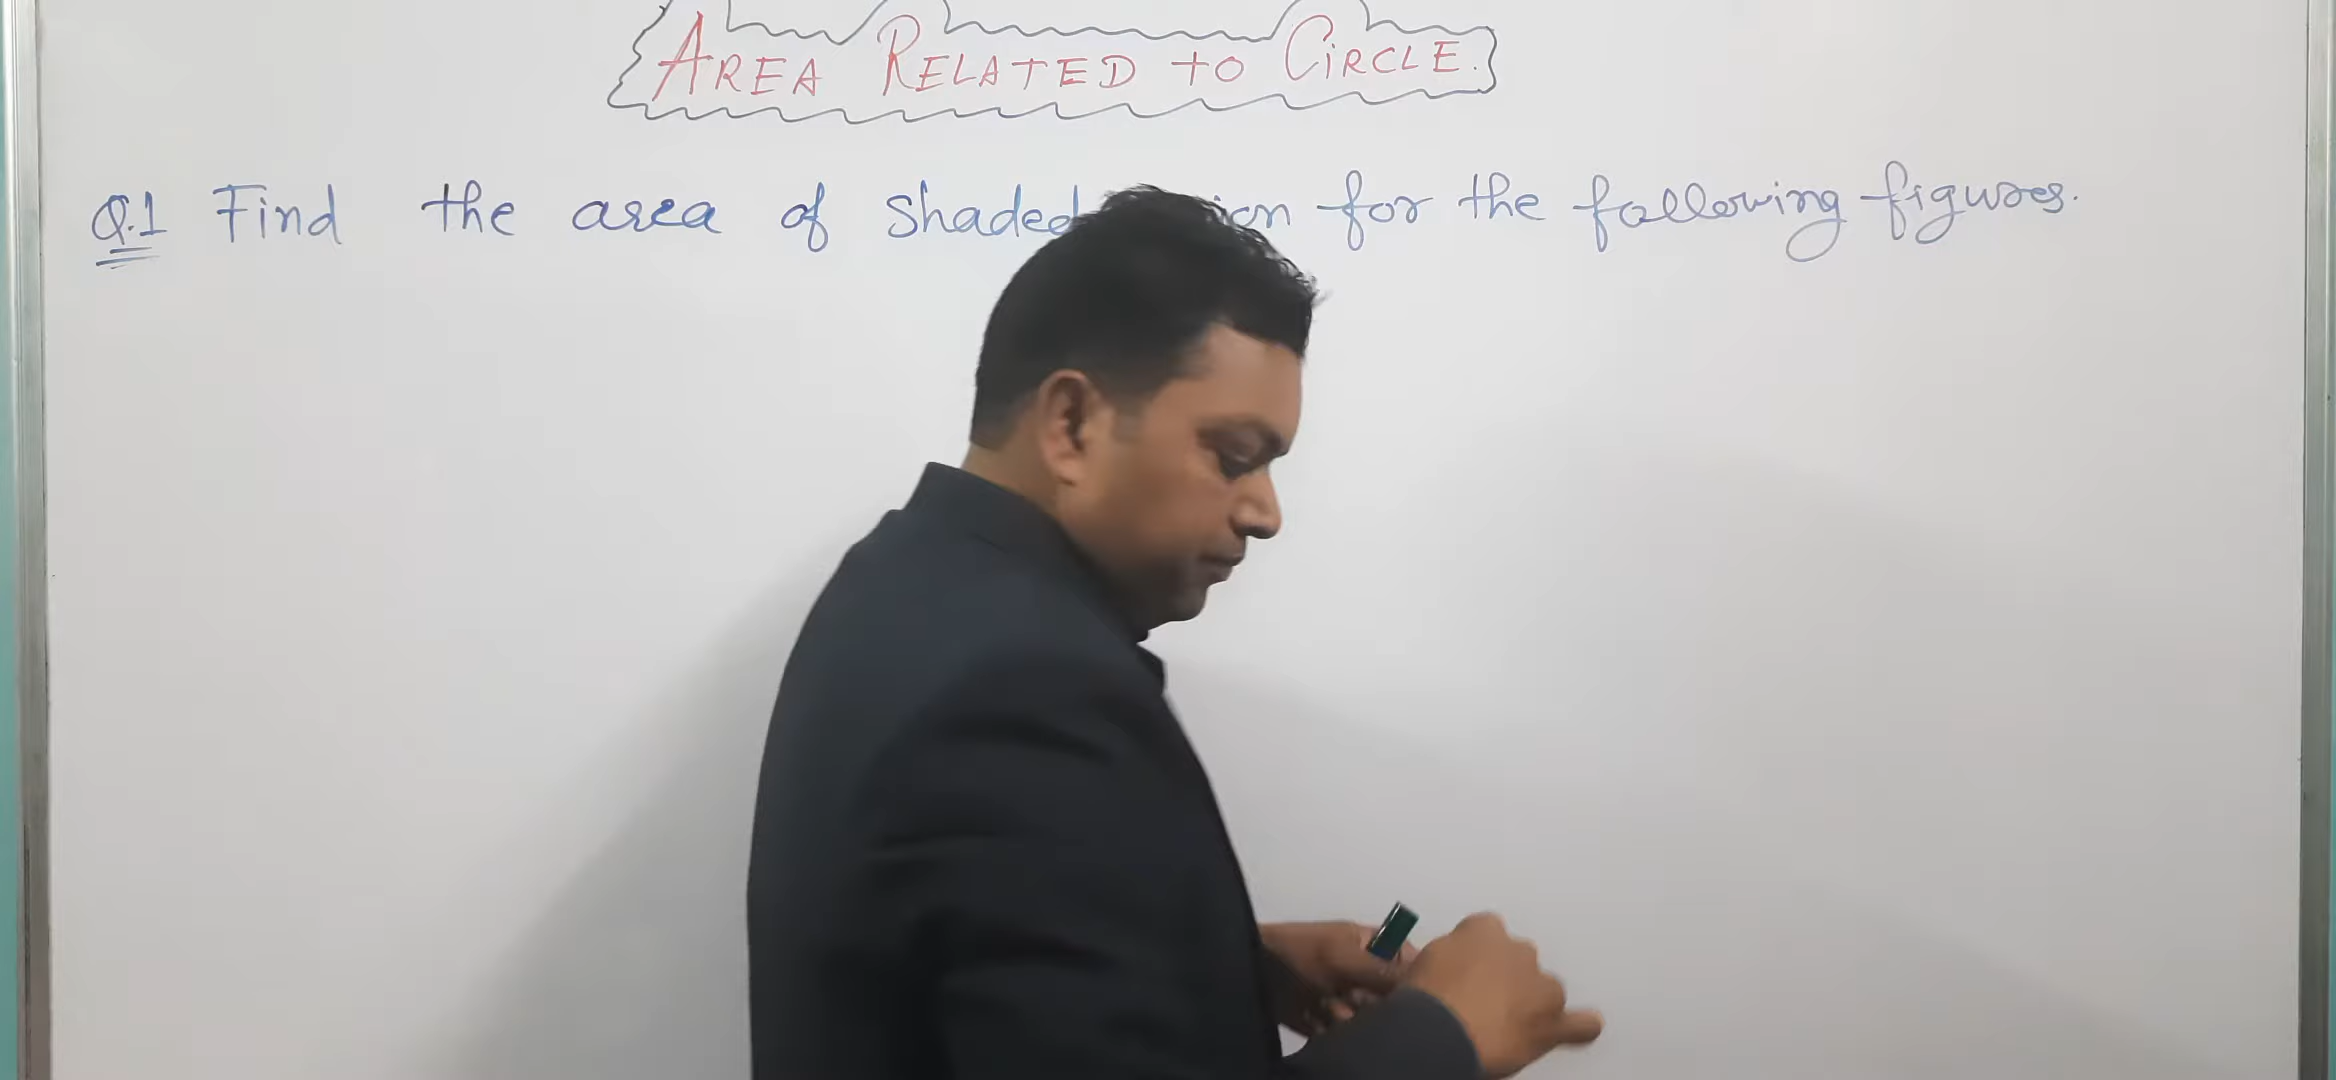 AREA RELATED TO CIRCLE.
Q.1 Find the area of shaded for the following figures.